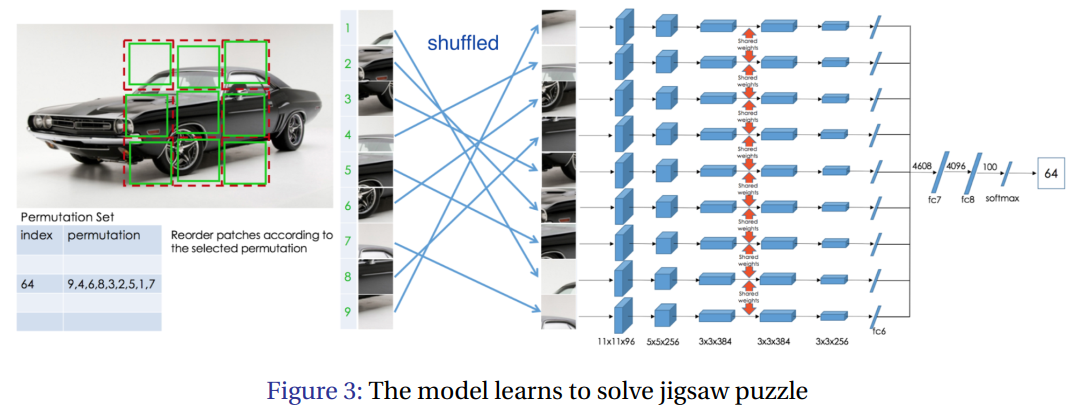 Permutation Set
index permutation
64 9,4,6,8,3,2,5,1,7
Reorder patches according to
the selected permutation
1
2
3
4
5
6
7
8
9
shuffled
Shared
weights
Shared
weights
Shared
weights
Shared
weights
Shared
weights
Shared
weights
Shared
weights
Shared
weights
11x11x96 5x5x256 3x3x384 3x3x384 3x3x256
fc6
4608 4096 100
fc7 fc8 softmax
64
Figure 3: The model learns to solve jigsaw puzzle